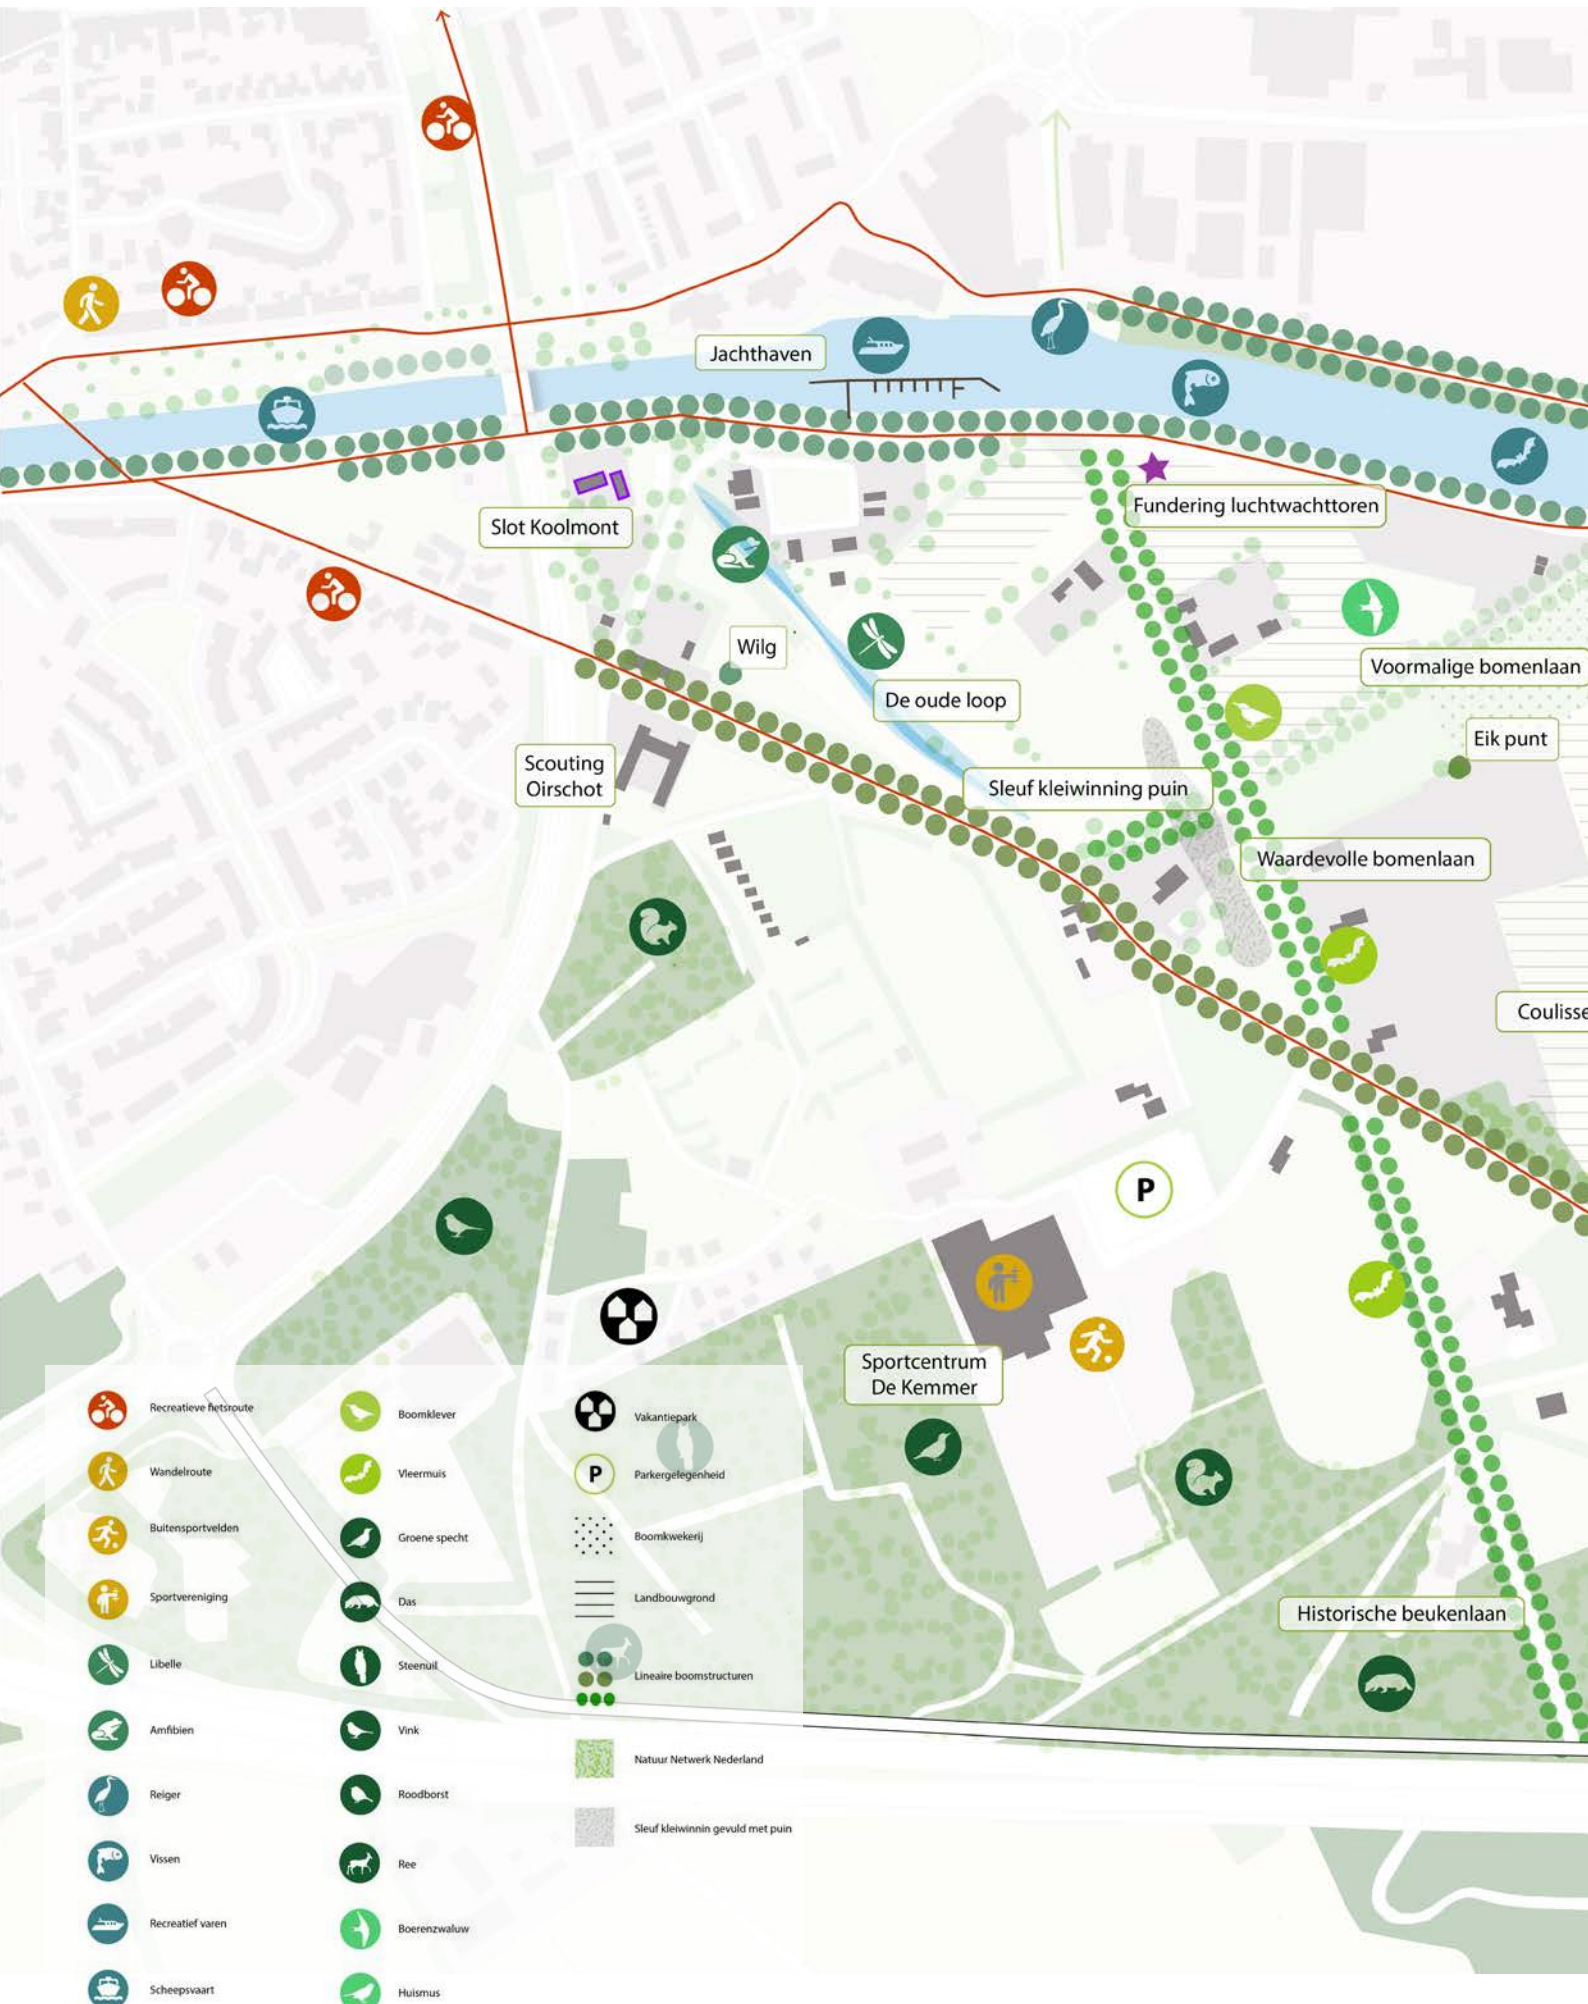 Jachthaven
Fundering luchtwachttoren
Slot Koolmont
Wilg
Voormalige bomenlaan
De oude loop
Eik punt
Scouting
Oirschot
Sleuf kleiwinning puin
Waardevolle bomenlaan
Coulisse
P
Sportcentrum
De Kemmer
Historische beukenlaan
Recreatieve fietsroute
Wandelroute
Buitensportvelden
Sportvereniging
Libelle
Amfibien
Reiger
Vissen
Recreatief varen
Scheepsvaart
Boomklever
Vleermuis
Groene specht
Das
Steenuil
Vink
Roodborst
Ree
Boerenzwaluw
Huismus
Vakantiepark
P
Parkergelegenheid
Boomkwekerij
Landbouwgrond
Lineaire boomstructuren
Natuur Netwerk Nederland
Sleuf kleiwinnin gevuld met puin